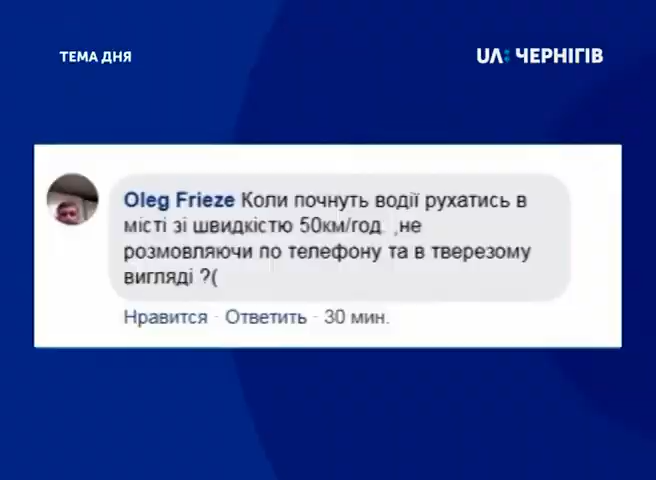 ТЕМА ДНЯ
UA: ЧЕРНІГІВ
Oleg Frieze Коли почнуть водії рухатись в
місті зі швидкістю 50км/год. ,не
розмовляючи по телефону та в тверезому
вигляді ?(
Нравится · Ответить · 30 мин.